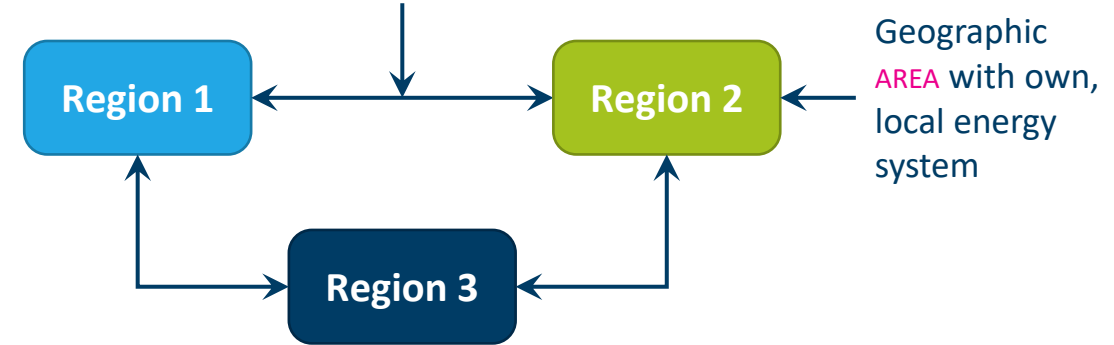 Region 1
Region 2
Geographic
AREA with own,
local energy
system
Region 3